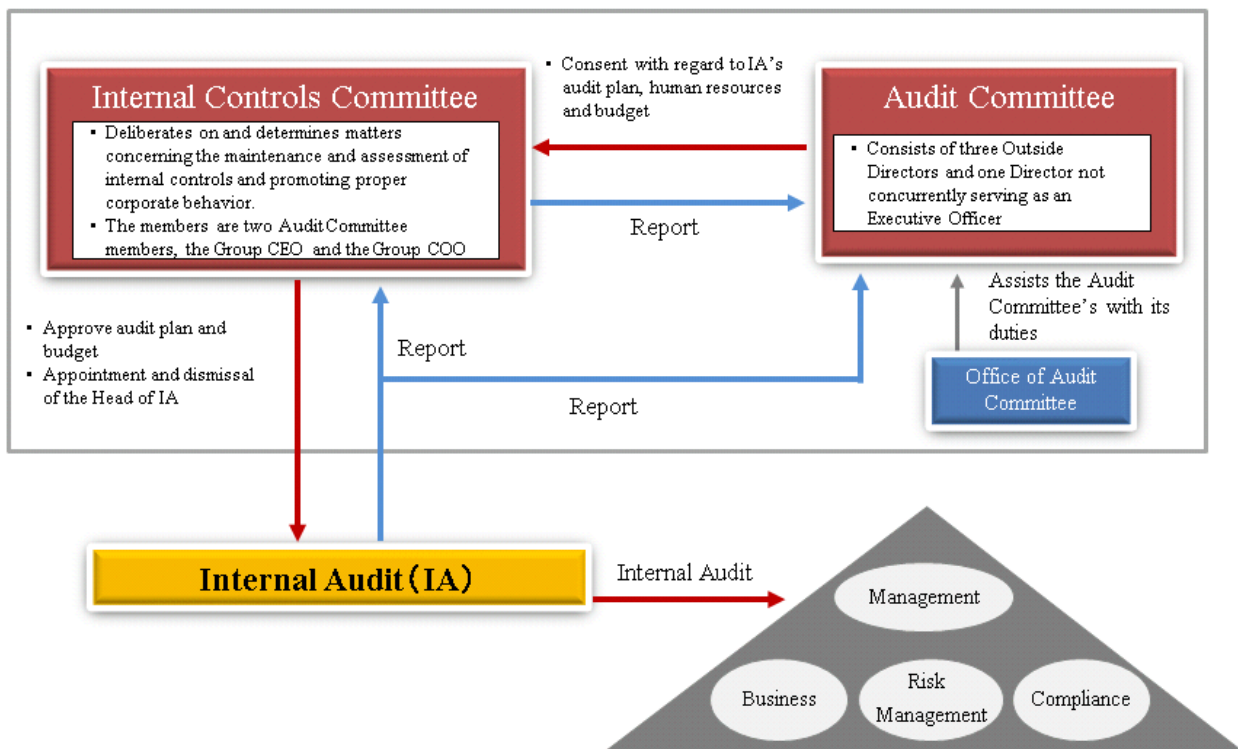 Internal Controls Committee
▪ Deliberates on and determines matters
concerning the maintenance and assessment of
internal controls and promoting proper
corporate behavior.
▪ The members are two Audit Committee
members, the Group CEO and the Group COO
▪ Consent with regard to IA's
audit plan, human resources
and budget
Audit Committee
▪ Consists of three Outside
Directors and one Director not
concurrently serving as an
Executive Officer
Report
Assists the Audit
Committee's with its
duties
▪ Approve audit plan and
budget
▪ Appointment and dismissal
of the Head of IA
Report
Report
Office of Audit
Committee
Internal Audit(IA)
Internal Audit
Management
Business
Risk
Management
Compliance